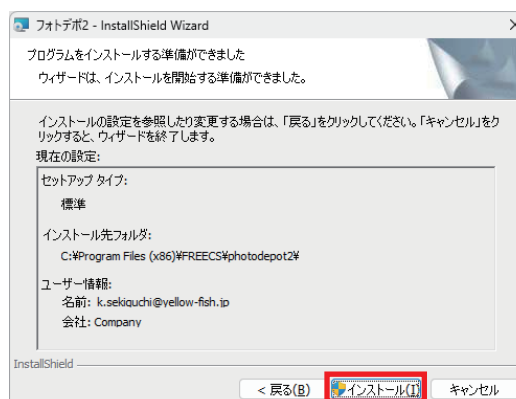 フォトデポ2 - InstallShield Wizard
プログラムをインストールする準備ができました
ウィザードは、インストールを開始する準備ができました。
インストールの設定を参照したり変更する場合は、「戻る」をクリックしてください。「キャンセル」をク
リックすると、ウィザードを終了します。
現在の設定:
セットアップ タイプ:
標準
インストール先フォルダ:
C:¥Program Files (x86)¥FREECS¥photodepot2¥
ユーザー情報:
名前: k.sekiguchi@yellow-fish.jp
会社: Company
InstallShield
< 戻る(B) インストール(I) キャンセル